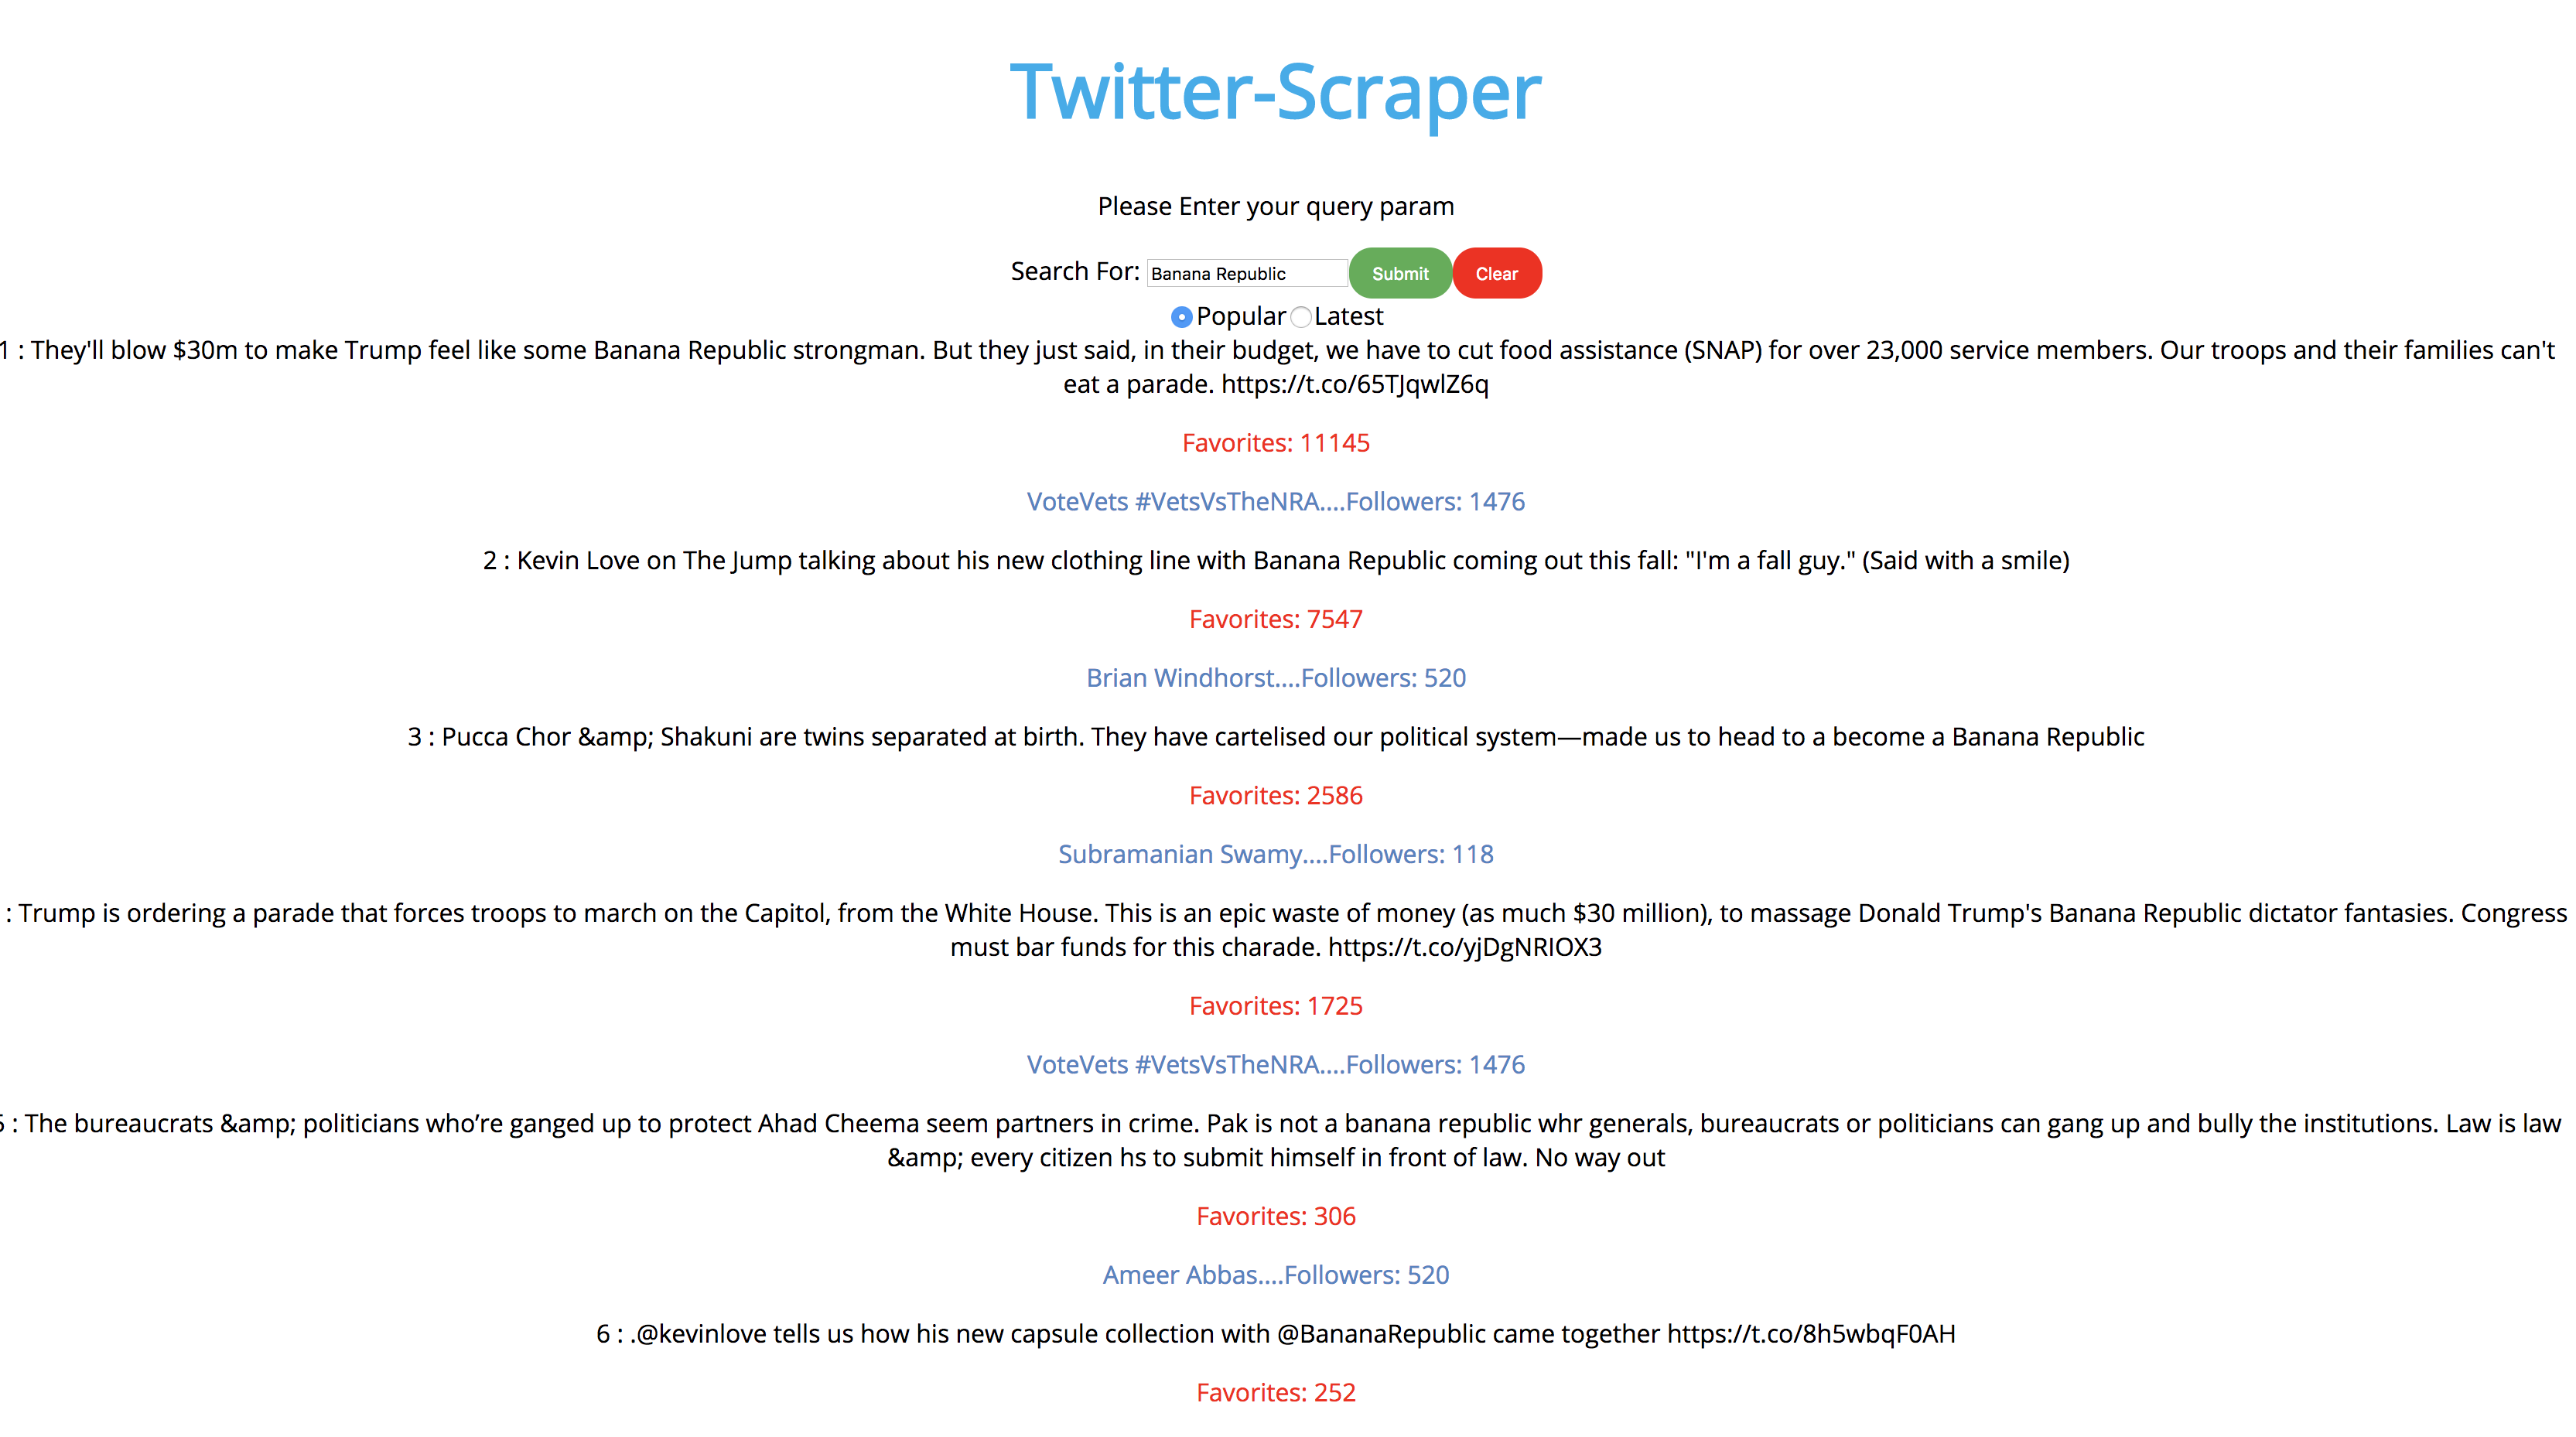 Twitter-Scraper
Please Enter your query param
Search For: Banana Republic Submit Clear
Popular Latest
1 : They'll blow $30m to make Trump feel like some Banana Republic strongman. But they just said, in their budget, we have to cut food assistance (SNAP) for over 23,000 service members. Our troops and their families can't
eat a parade. https://t.co/65TJqwlZ6q
Favorites: 11145
VoteVets #VetsVsTheNRA....Followers: 1476
2 : Kevin Love on The Jump talking about his new clothing line with Banana Republic coming out this fall: "I'm a fall guy." (Said with a smile)
Favorites: 7547
Brian Windhorst....Followers: 520
3 : Pucca Chor &amp; Shakuni are twins separated at birth. They have cartelised our political system—made us to head to a become a Banana Republic
Favorites: 2586
Subramanian Swamy....Followers: 118
: Trump is ordering a parade that forces troops to march on the Capitol, from the White House. This is an epic waste of money (as much $30 million), to massage Donald Trump's Banana Republic dictator fantasies. Congress
must bar funds for this charade. https://t.co/yjDgNRIOX3
Favorites: 1725
VoteVets #VetsVsTheNRA....Followers: 1476
5 : The bureaucrats &amp; politicians who’re ganged up to protect Ahad Cheema seem partners in crime. Pak is not a banana republic whr generals, bureaucrats or politicians can gang up and bully the institutions. Law is law
&amp; every citizen hs to submit himself in front of law. No way out
Favorites: 306
Ameer Abbas....Followers: 520
6 : .@kevinlove tells us how his new capsule collection with @BananaRepublic came together https://t.co/8h5wbqF0AH
Favorites: 252